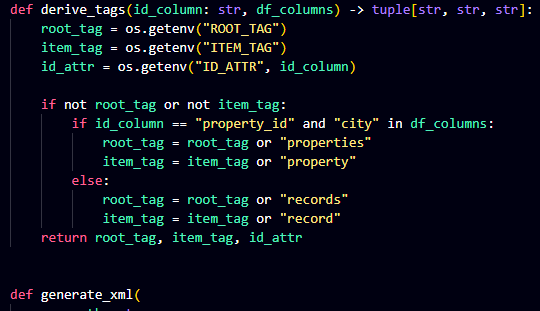 def derive_tags(id_column: str, df_columns) -> tuple[str, str, str]:
    root_tag = os.getenv("ROOT_TAG")
    item_tag = os.getenv("ITEM_TAG")
    id_attr = os.getenv("ID_ATTR", id_column)

    if not root_tag or not item_tag:
        if id_column == "property_id" and "city" in df_columns:
            root_tag = root_tag or "properties"
            item_tag = item_tag or "property"
        else:
            root_tag = root_tag or "records"
            item_tag = item_tag or "record"
    return root_tag, item_tag, id_attr


def generate_xml(